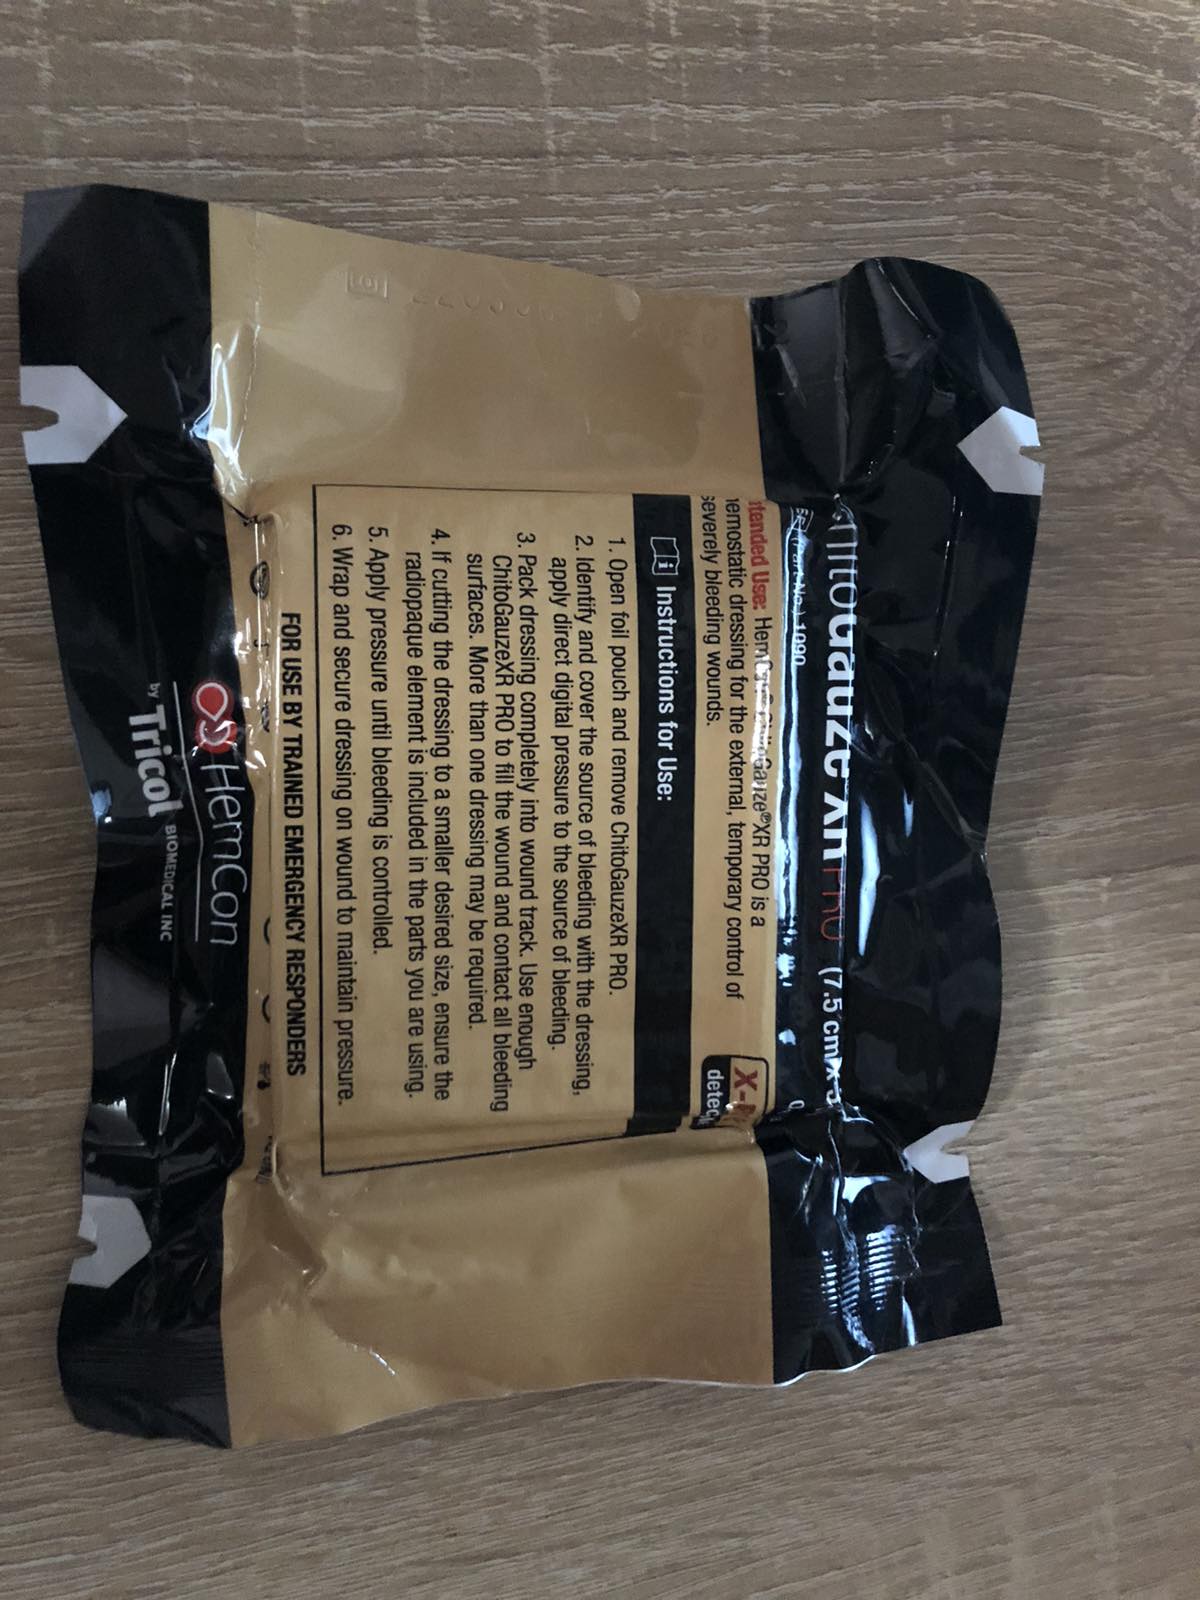 ChitoGauze XR PRO (7.5 cm x 3
(Part No.) 1090
Intended Use: HemCon ChitoGauze®XR PRO is a
hemostatic dressing for the external, temporary control of
severely bleeding wounds.
X-
detec
Instructions for Use:
1. Open foil pouch and remove ChitoGauzeXR PRO.
2. Identify and cover the source of bleeding with the dressing,
apply direct digital pressure to the source of bleeding.
3. Pack dressing completely into wound track. Use enough
ChitoGauzeXR PRO to fill the wound and contact all bleeding
surfaces. More than one dressing may be required.
4. If cutting the dressing to a smaller desired size, ensure the
radiopaque element is included in the parts you are using.
5. Apply pressure until bleeding is controlled.
6. Wrap and secure dressing on wound to maintain pressure.
FOR USE BY TRAINED EMERGENCY RESPONDERS
HemCon
by Tricol BIOMEDICAL INC